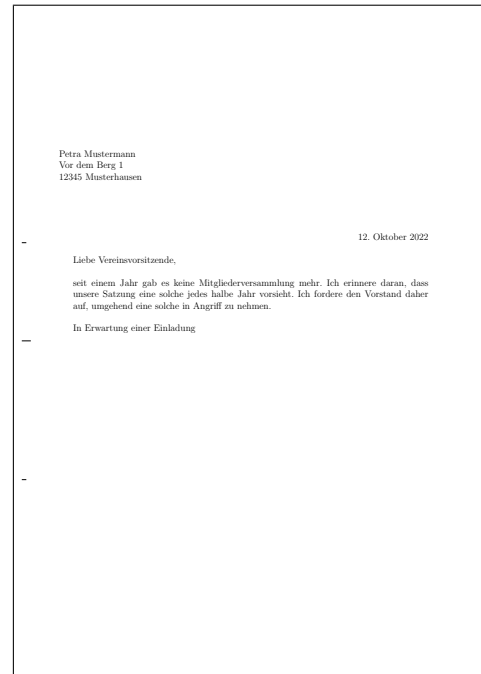 Petra Mustermann
Vor dem Berg 1
12345 Musterhausen
12. Oktober 2022
Liebe Vereinsvorsitzende,
seit einem Jahr gab es keine Mitgliederversammlung mehr. Ich erinnere daran, dass
unsere Satzung eine solche jedes halbe Jahr vorsieht. Ich fordere den Vorstand daher
auf, umgehend eine solche in Angriff zu nehmen.
In Erwartung einer Einladung